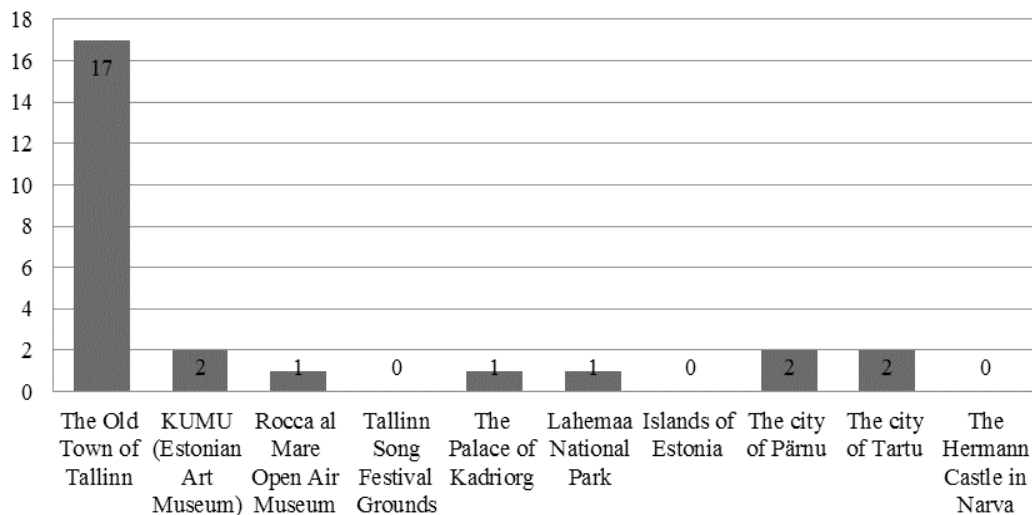 18
16
14
12
10
8
6
4
2
0
17
2
1
0
1
1
0
2
2
0
The Old
Town of
Tallinn
KUMU
(Estonian
Art
Museum)
Rocca al
Mare
Open Air
Museum
Tallinn
Song
Festival
Grounds
The
Palace of
Kadriorg
Lahemaa
National
Park
Islands of
Estonia
The city
of Pärnu
The city
of Tartu
The
Hermann
Castle in
Narva